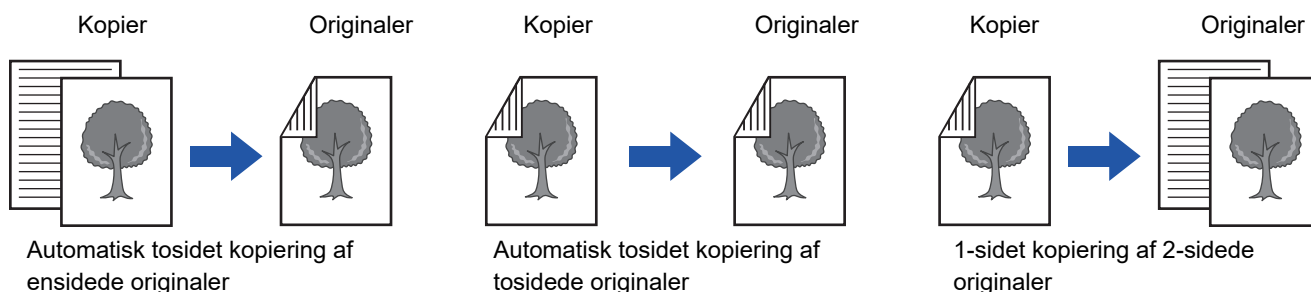 Kopier Originaler Kopier Originaler Kopier Originaler
Automatisk tosidet kopiering af
ensidede originaler
Automatisk tosidet kopiering af
tosidede originaler
1-sidet kopiering af 2-sidede
originaler